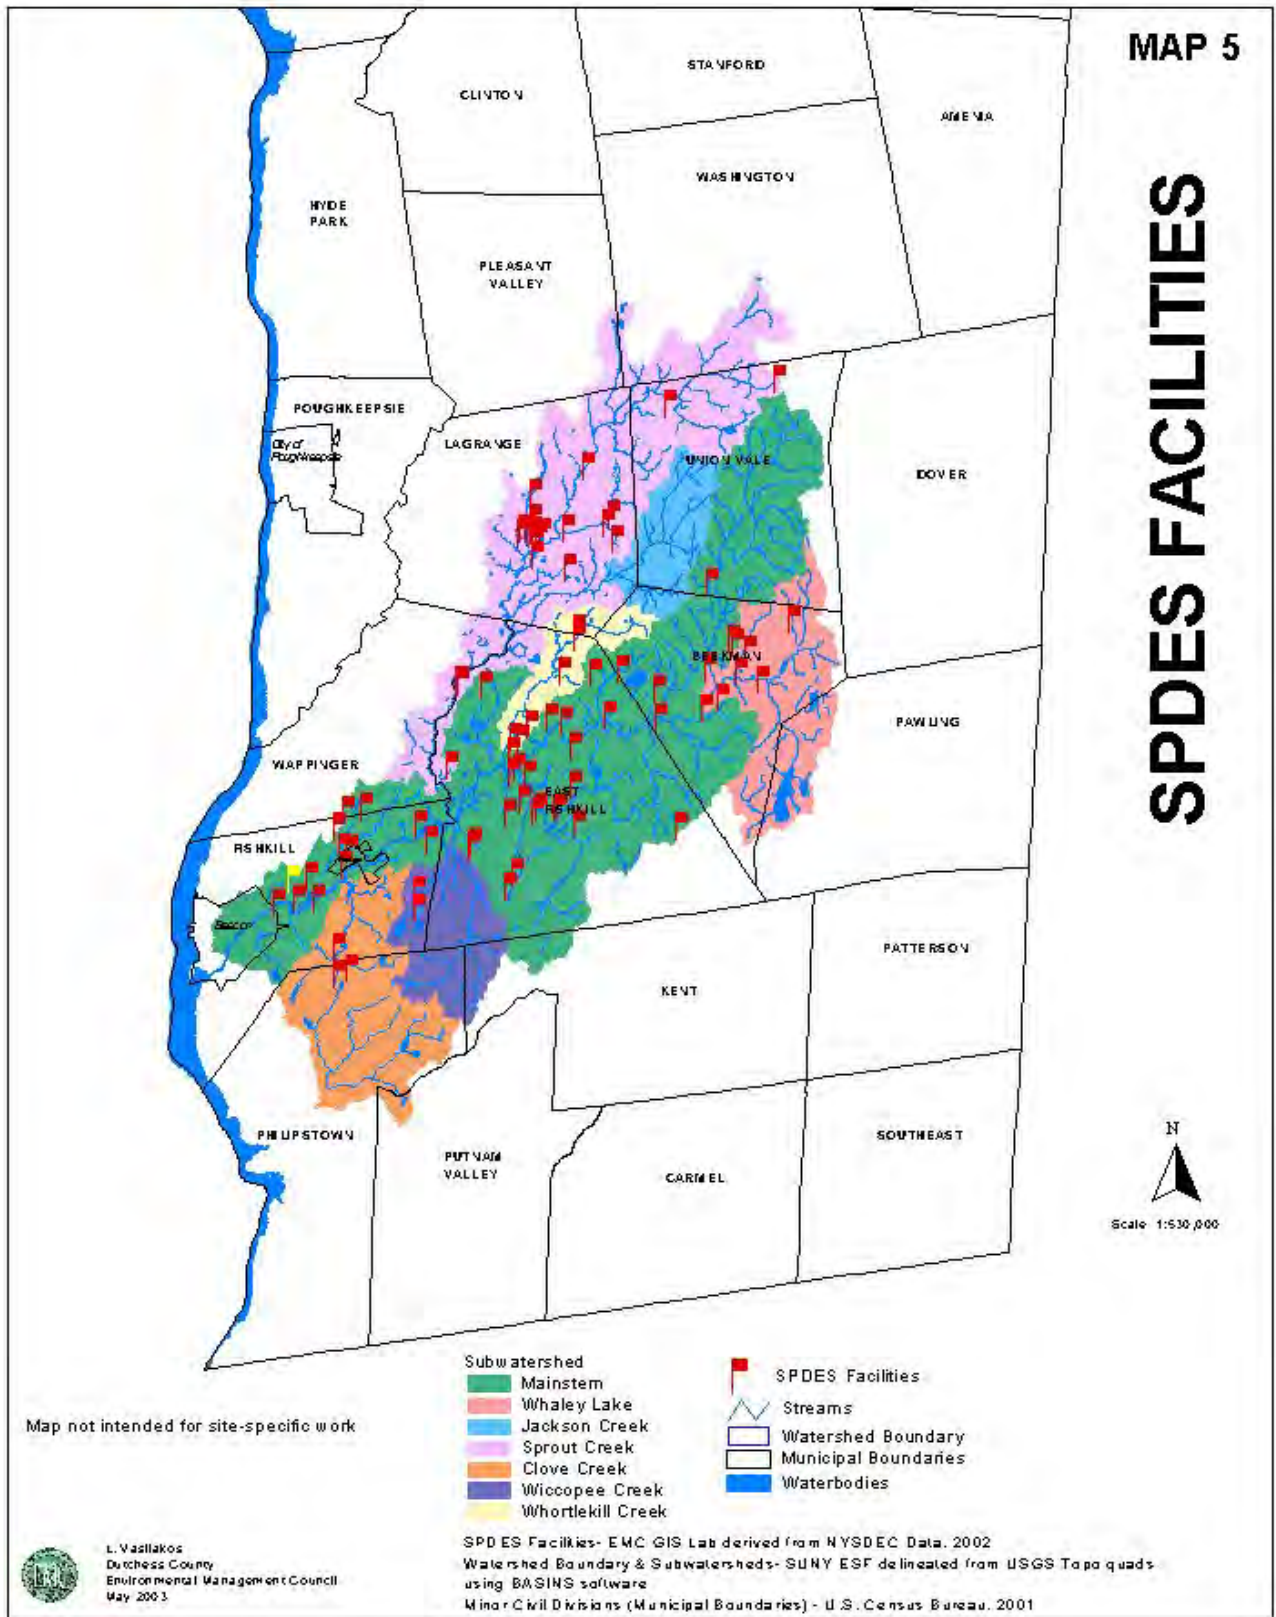 MAP 5
SPDES FACILITIES
STANFORD
CLINTON
AMENIA
WASHINGTON
HYDE
PARK
PLEASANT
VALLEY
POUGHKEEPSIE
City of
Poughkeepsie
LAGRANGE
UNION VALE
DOVER
BEEKMAN
PAWLING
WAPPINGER
EAST
FISHKILL
FISHKILL
Beacon
PATTERSON
KENT
PHILIPSTOWN
PUTNAM
VALLEY
CARMEL
SOUTHEAST
N
Scale 1:530,000
Subwatershed
Mainstem
Whaley Lake
Jackson Creek
Sprout Creek
Clove Creek
Wiccopee Creek
Whortlekill Creek
SPDES Facilities
Streams
Watershed Boundary
Municipal Boundaries
Waterbodies
Map not intended for site-specific work
L. Vasilakos
Dutchess County
Environmental Management Council
May 2003
SPDES Facilities- EMC GIS Lab derived from NYSDEC Data, 2002
Watershed Boundary & Subwatersheds- SUNY ESF delineated from USGS Topo quads
using BASINS software
Minor Civil Divisions (Municipal Boundaries) - U.S. Census Bureau, 2001